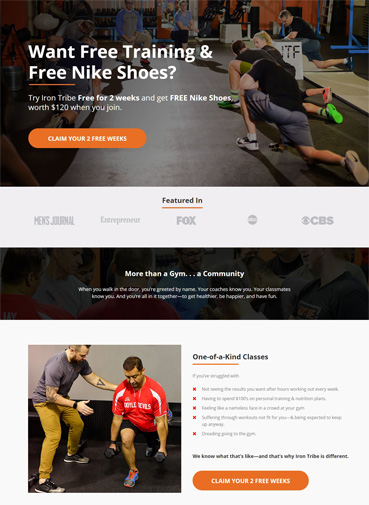 Want Free Training &
Free Nike Shoes?
Try Iron Tribe Free for 2 weeks and get FREE Nike Shoes,
worth $120 when you join.
CLAIM YOUR 2 FREE WEEKS
Featured In
MEN'S JOURNAL Entrepreneur FOX abc CBS
More than a Gym. . . a Community
When you walk in the door, you're greeted by name. Your coaches know you. Your classmates
know you. And you're all in it together—to get healthier, be happier, and have fun.
One-of-a-Kind Classes
If you've struggled with:
Not seeing the results you want after hours working out every week.
Having to spend $100's on personal training & nutrition plans.
Feeling like a nameless face in a crowd at your gym.
Suffering through workouts not fit for you—& being expected to keep
up anyway.
Dreading going to the gym.
We know what that's like—and that's why Iron Tribe is different.
CLAIM YOUR 2 FREE WEEKS